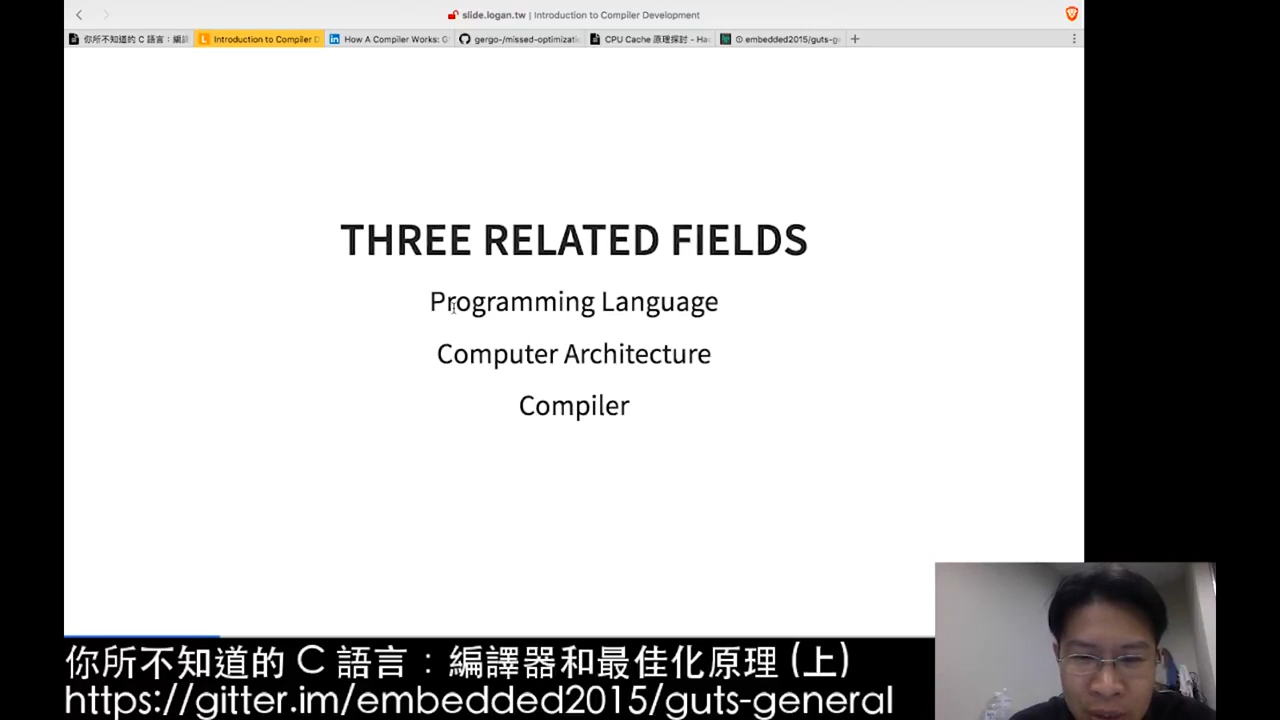 slide.logan.tw | Introduction to Compiler Development
你所不知道的 C 語言：編譯
L Introduction to Compiler D
in How A Compiler Works: G
gergo-/missed-optimizati
CPU Cache 原理探討 - Ha
embedded2015/guts-g
THREE RELATED FIELDS
Programming Language
Computer Architecture
Compiler
你所不知道的 C 語言：編譯器和最佳化原理 (上)
https://gitter.im/embedded2015/guts-general